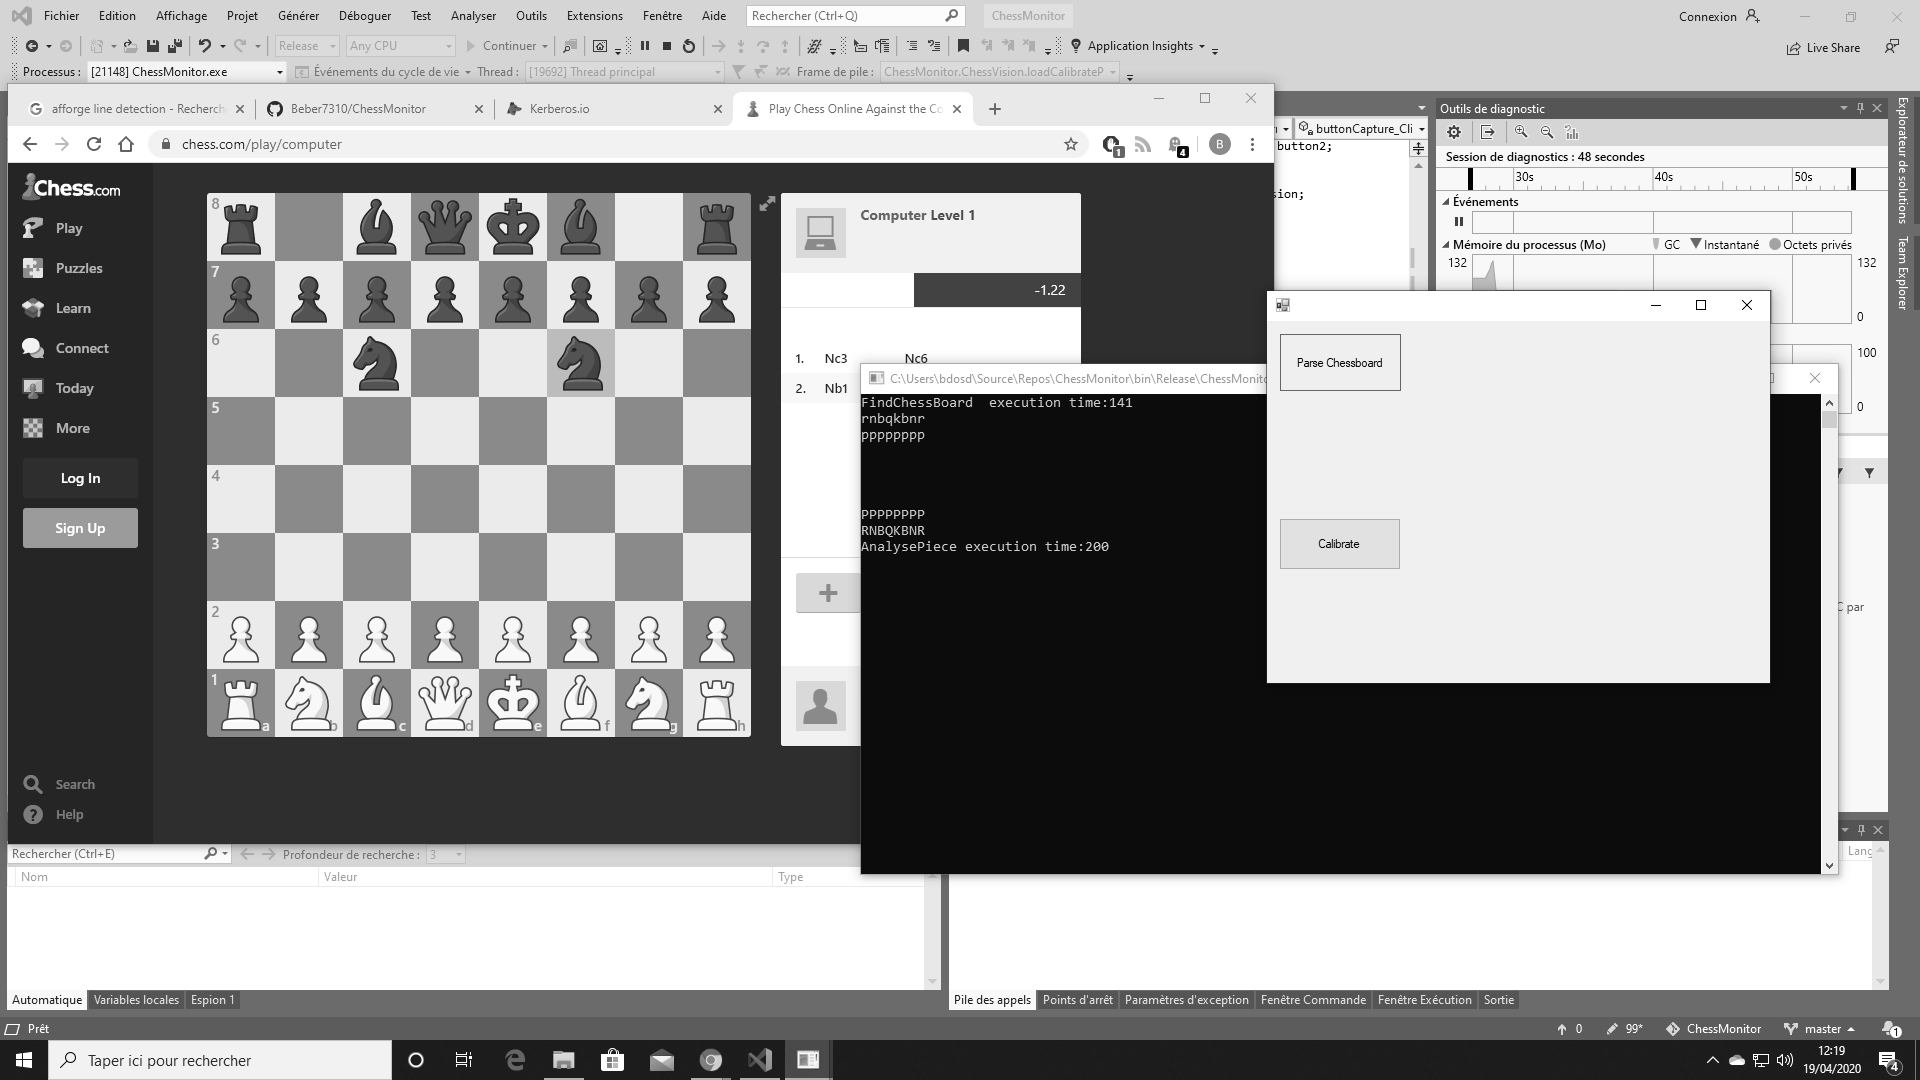 Fichier Edition Affichage Projet Générer Déboguer Test Analyser Outils Extensions Fenêtre Aide Rechercher (Ctrl+Q) ChessMonitor Connexion
Release Any CPU Continuer Application Insights Live Share
Processus : [21148] ChessMonitor.exe Événements du cycle de vie Thread : [19692] Thread principal Frame de pile : ChessMonitor.ChessVision.loadCalibrateP
afforge line detection - Recherch Beber7310/ChessMonitor Kerberos.io Play Chess Online Against the Co
chess.com/play/computer 1 4 B
buttonCapture_Cli
button2;
sion;
Outils de diagnostic
Session de diagnostics : 48 secondes
30s 40s 50s
Événements
Mémoire du processus (Mo) GC Instantané Octets privés
132 132
0
100
0
C par
Explorateur de solutions
Team Explorer
Chess.com
Play
Puzzles
Learn
Connect
Today
More
Log In
Sign Up
Search
Help
8
7
6
5
4
3
2
1
a b c d e f g h
Computer Level 1
-1.22
1. Nc3 Nc6
2. Nb1
C:\Users\bdosd\Source\Repos\ChessMonitor\bin\Release\ChessMonito
FindChessBoard  execution time:141
rnbqkbnr
pppppppp
PPPPPPPP
RNBQKBNR
AnalysePiece execution time:200
Parse Chessboard
Calibrate
Rechercher (Ctrl+E) Profondeur de recherche : 3
Nom Valeur Type
Lang
Automatique Variables locales Espion 1
Pile des appels Points d'arrêt Paramètres d'exception Fenêtre Commande Fenêtre Exécution Sortie
Prêt 0 99* ChessMonitor master 1
Taper ici pour rechercher
12:19
19/04/2020
4